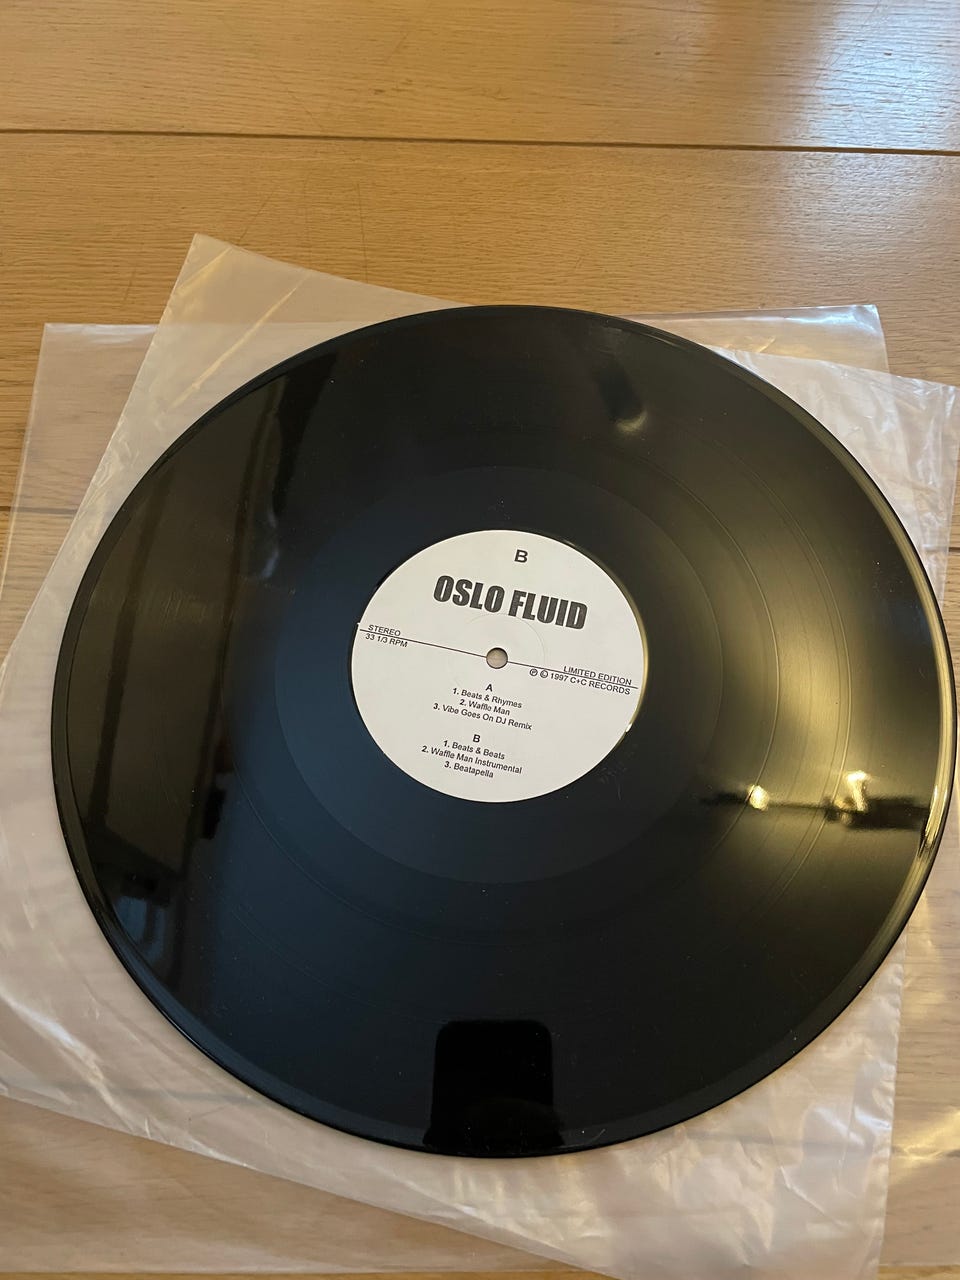 B
OSLO FLUID
STEREO
33 1/3 RPM
LIMITED EDITION
℗ © 1997 C+C RECORDS
A
1. Beats & Rhymes
2. Waffle Man
3. Vibe Goes On DJ Remix
B
1. Beats & Beats
2. Waffle Man Instrumental
3. Beatapella